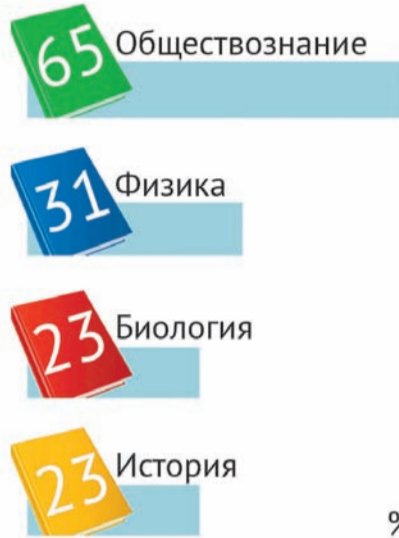 65 Обществознание
31 Физика
23 Биология
23 История
%